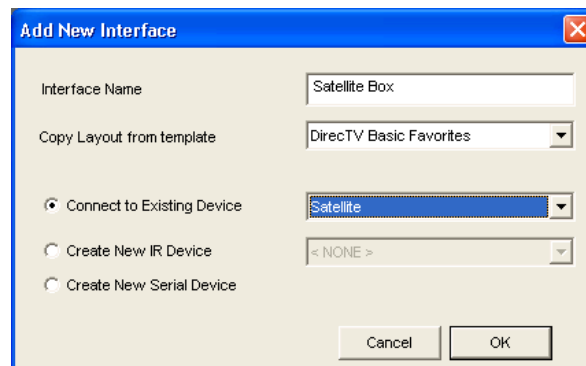 Add New Interface
Interface Name Satellite Box
Copy Layout from template DirecTV Basic Favorites
Connect to Existing Device Satellite
Create New IR Device < NONE >
Create New Serial Device
Cancel OK